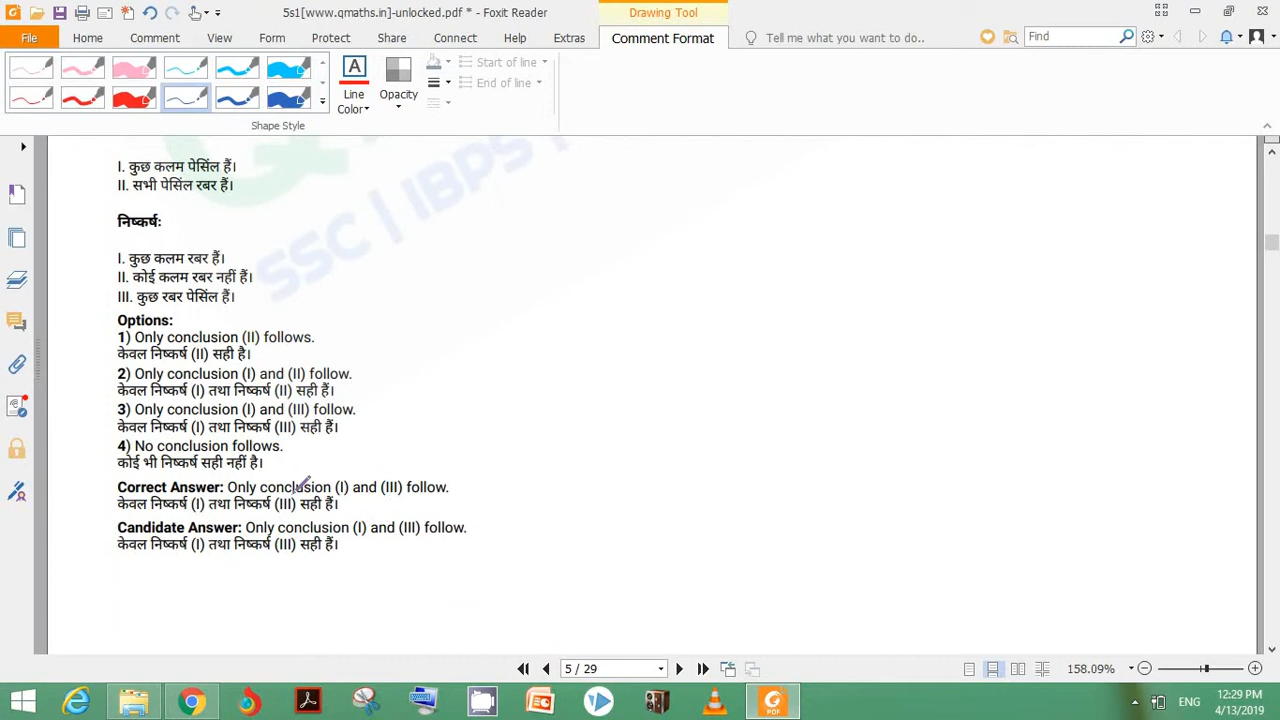 5s1[www.qmaths.in]-unlocked.pdf * - Foxit Reader
Drawing Tool
File
Home
Comment
View
Form
Protect
Share
Connect
Help
Extras
Comment Format
Tell me what you want to do..
Find
Line
Color
Opacity
Start of line
End of line
Shape Style
SSC | IBPS |
I. कुछ कलम पेसिंल हैं।
II. सभी पेसिंल रबर हैं।
निष्कर्ष:
I. कुछ कलम रबर हैं।
II. कोई कलम रबर नहीं हैं।
III. कुछ रबर पेसिंल हैं।
Options:
1) Only conclusion (II) follows.
केवल निष्कर्ष (II) सही है।
2) Only conclusion (I) and (II) follow.
केवल निष्कर्ष (I) तथा निष्कर्ष (II) सही हैं।
3) Only conclusion (I) and (III) follow.
केवल निष्कर्ष (I) तथा निष्कर्ष (III) सही हैं।
4) No conclusion follows.
कोई भी निष्कर्ष सही नहीं है।
Correct Answer: Only conclusion (I) and (III) follow.
केवल निष्कर्ष (I) तथा निष्कर्ष (III) सही हैं।
Candidate Answer: Only conclusion (I) and (III) follow.
केवल निष्कर्ष (I) तथा निष्कर्ष (III) सही हैं।
5 / 29
158.09%
PDF
ENG
12:29 PM
4/13/2019